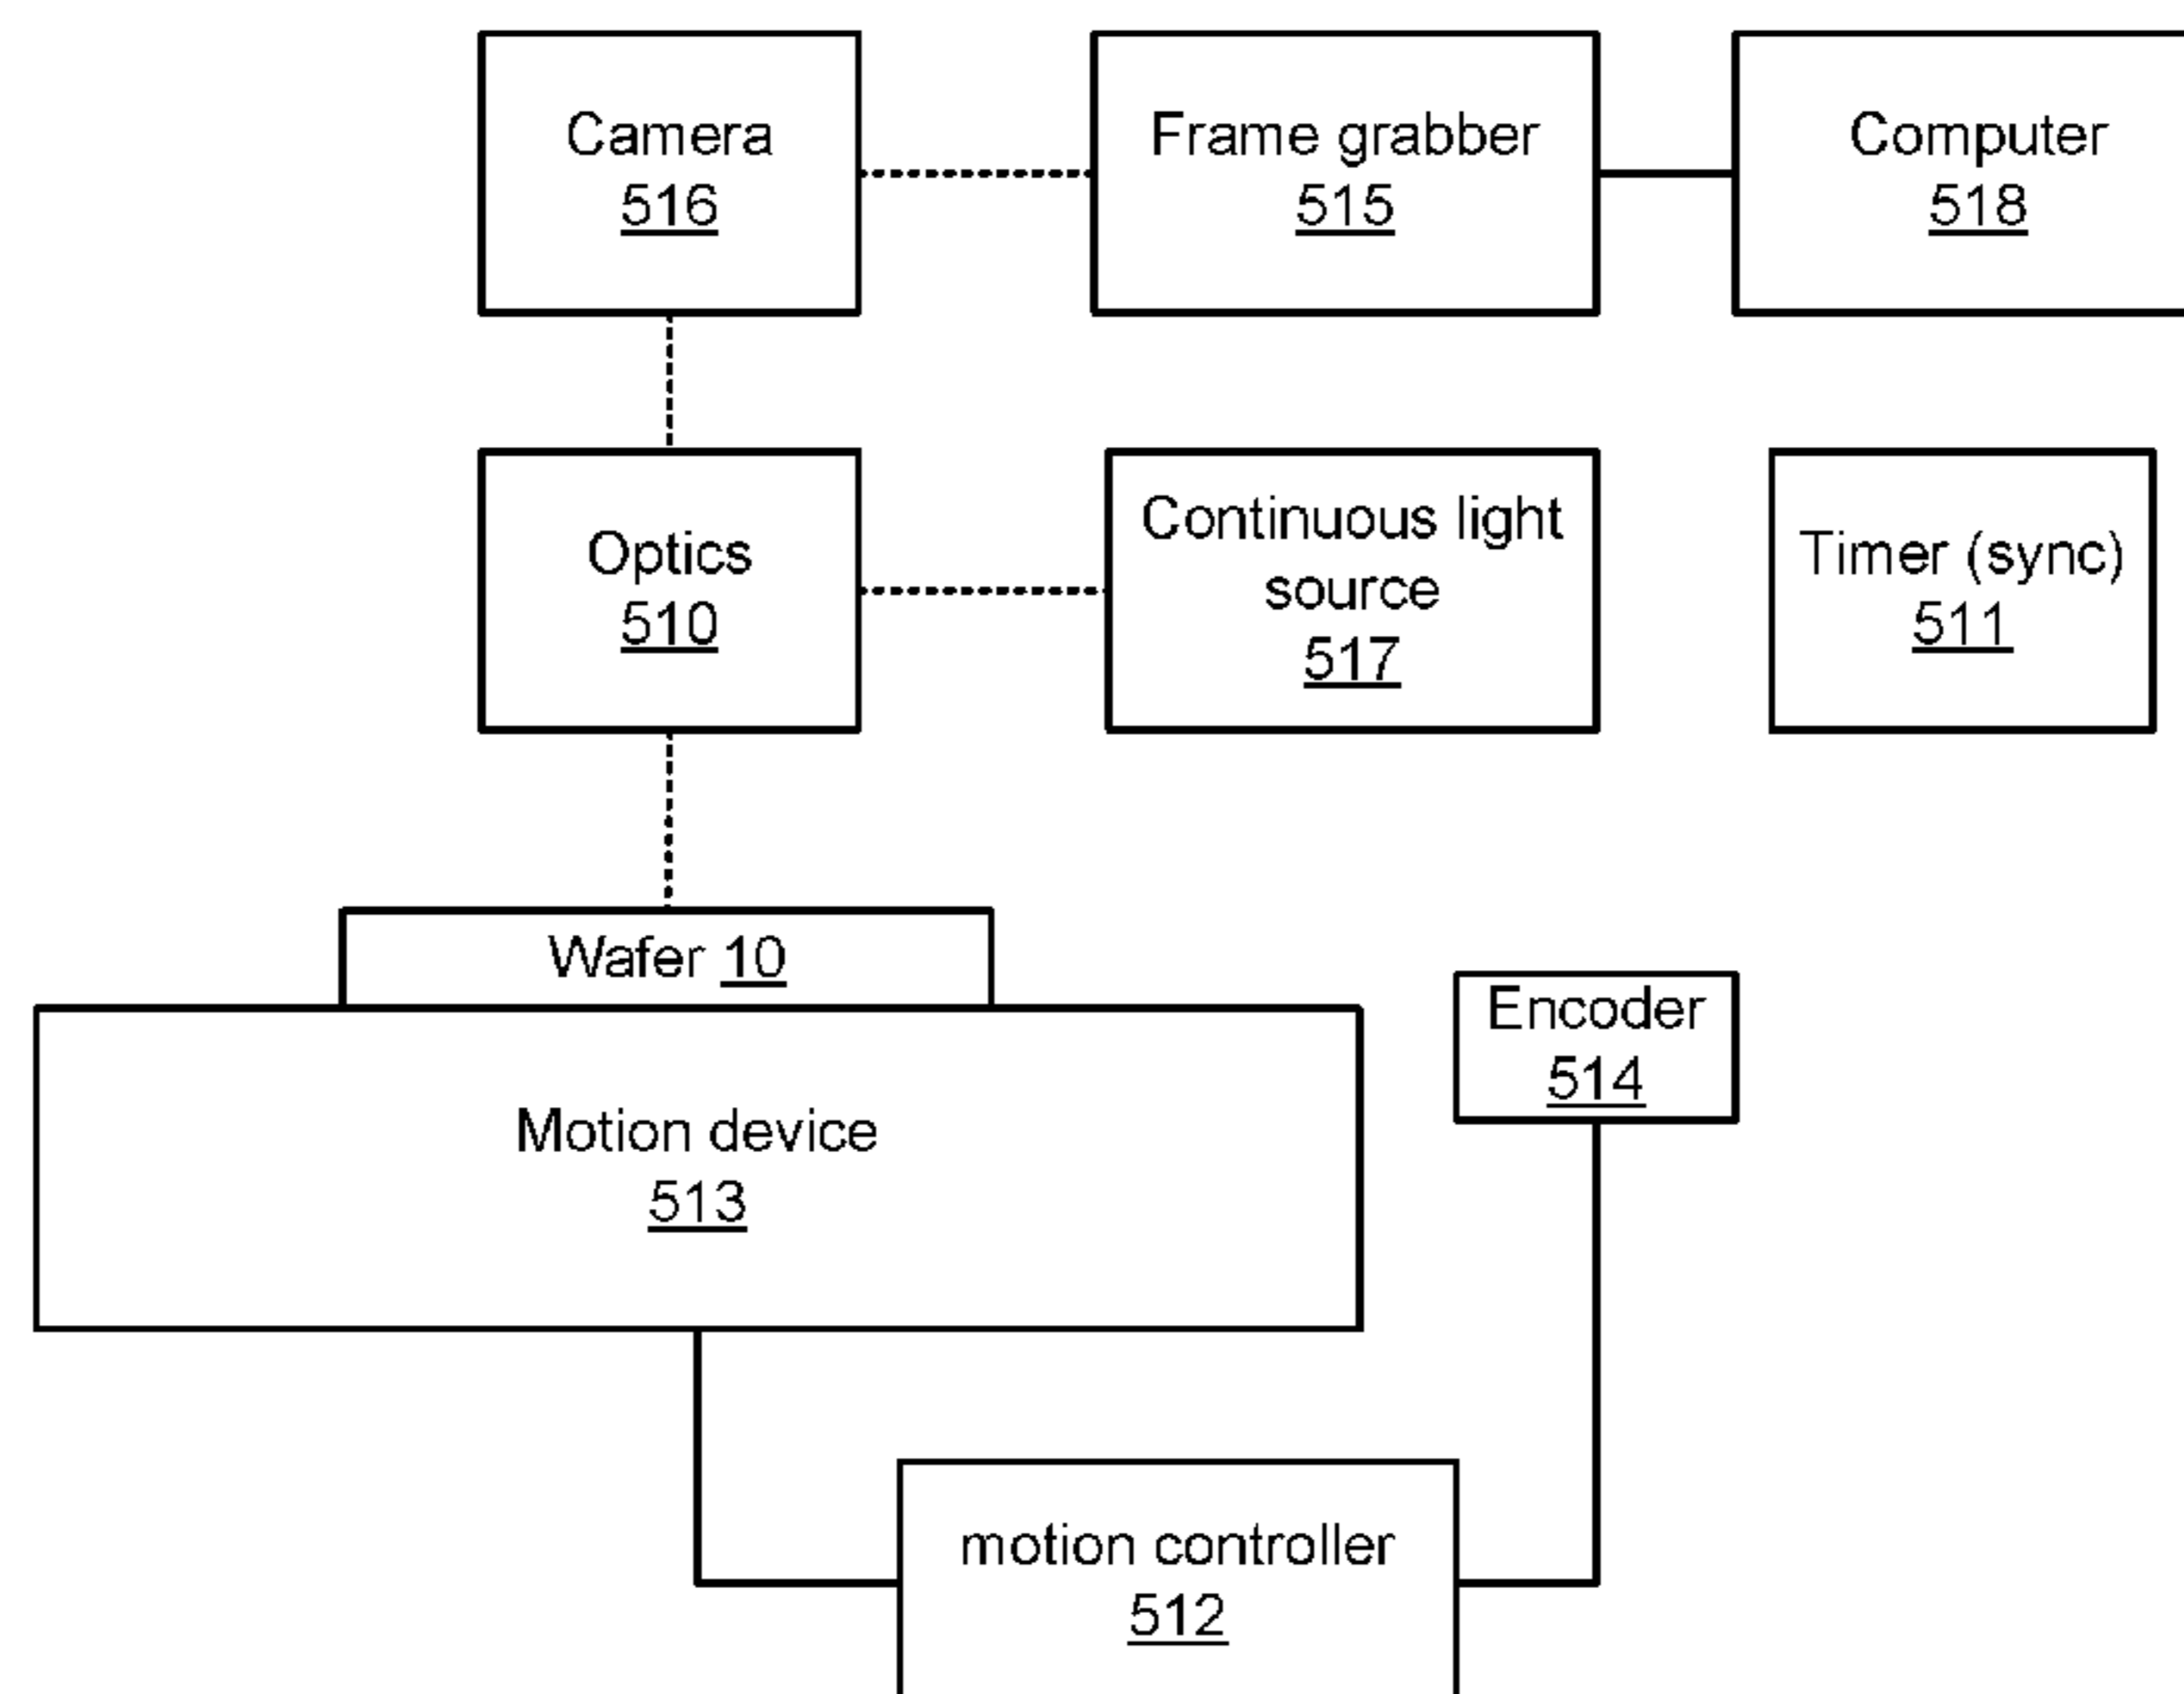 Camera
516
Frame grabber
515
Computer
518
Optics
510
Continuous light
source
517
Timer (sync)
511
Wafer 10
Encoder
514
Motion device
513
motion controller
512